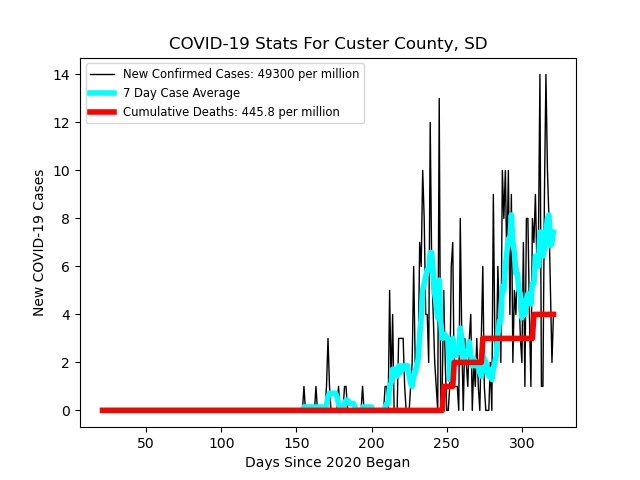 COVID-19 Stats For Custer County, SD
New Confirmed Cases: 49300 per million
7 Day Case Average
Cumulative Deaths: 445.8 per million
14
12
10
8
6
4
2
0
New COVID-19 Cases
50 100 150 200 250 300
Days Since 2020 Began